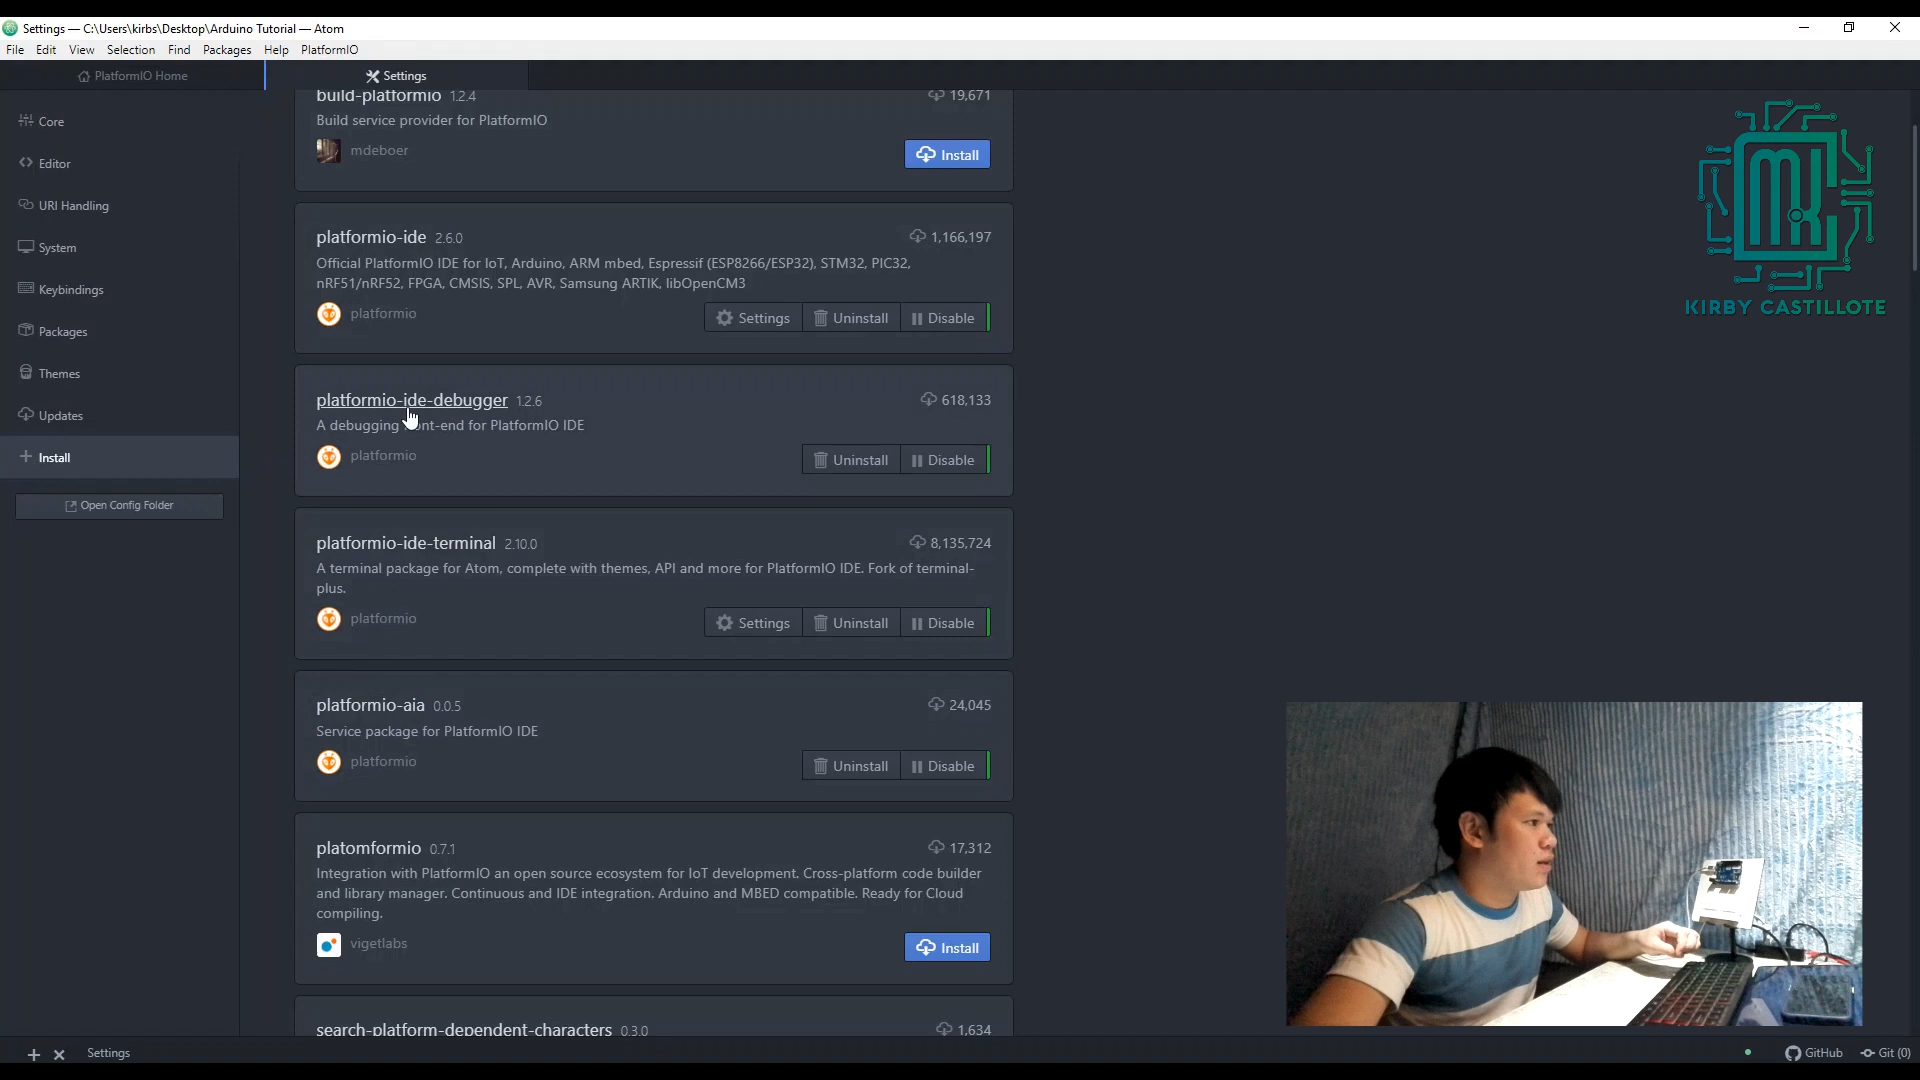 Settings — C:\Users\kirbs\Desktop\Arduino Tutorial — Atom
File Edit View Selection Find Packages Help PlatformIO
PlatformIO Home
Settings
Core
Editor
URI Handling
System
Keybindings
Packages
Themes
Updates
Install
Open Config Folder
build-platformio 1.2.4
19,671
Build service provider for PlatformIO
mdeboer
Install
platformio-ide 2.6.0
1,166,197
Official PlatformIO IDE for IoT, Arduino, ARM mbed, Espressif (ESP8266/ESP32), STM32, PIC32,
nRF51/nRF52, FPGA, CMSIS, SPL, AVR, Samsung ARTIK, libOpenCM3
platformio
Settings Uninstall Disable
platformio-ide-debugger 1.2.6
618,133
A debugging ont-end for PlatformIO IDE
platformio
Uninstall Disable
platformio-ide-terminal 2.10.0
8,135,724
A terminal package for Atom, complete with themes, API and more for PlatformIO IDE. Fork of terminal-
plus.
platformio
Settings Uninstall Disable
platformio-aia 0.0.5
24,045
Service package for PlatformIO IDE
platformio
Uninstall Disable
platomformio 0.7.1
17,312
Integration with PlatformIO an open source ecosystem for IoT development. Cross-platform code builder
and library manager. Continuous and IDE integration. Arduino and MBED compatible. Ready for Cloud
compiling.
vigetlabs
Install
search-platform-dependent-characters 0.3.0
1,634
MK
KIRBY CASTILLOTE
Settings
GitHub
Git (0)